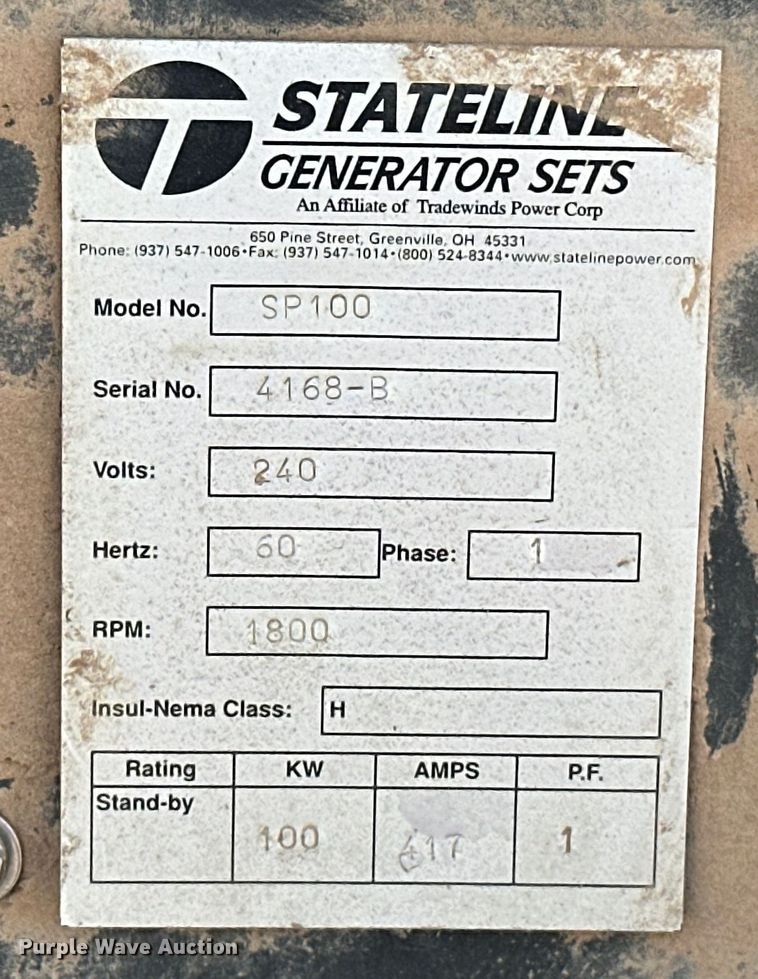 STATELINE
GENERATOR SETS
An Affiliate of Tradewinds Power Corp
650 Pine Street, Greenville, OH 45331
Phone: (937) 547-1006•Fax: (937) 547-1014•(800) 524-8344•www.statelinepower.com
Model No. SP100
Serial No. 4168-B
Volts: 240
Hertz: 60 Phase: 1
RPM: 1800
Insul-Nema Class: H
Rating KW AMPS P.F.
Stand-by
100 417 1
Purple Wave Auction